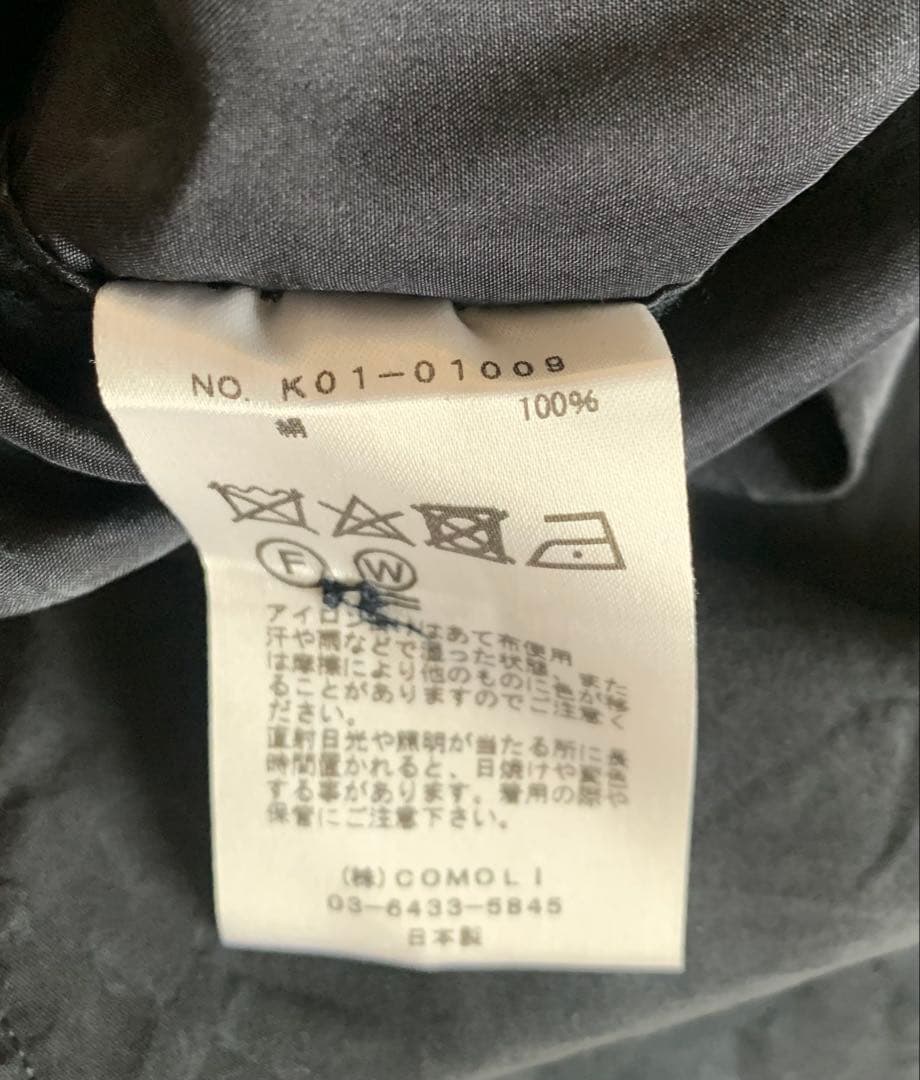 NO. K01-01009
絹 100%
F W
アイロン掛けはあて布使用
汗や雨などで湿った状態、また
は摩擦により他のものに色が移
ることがありますのでご注意く
ださい。
直射日光や照明が当たる所に長
時間置かれると、日焼けや変色
する事があります。着用の際や
保管にご注意下さい。
(株)COMOLI
03-6433-5845
日本製